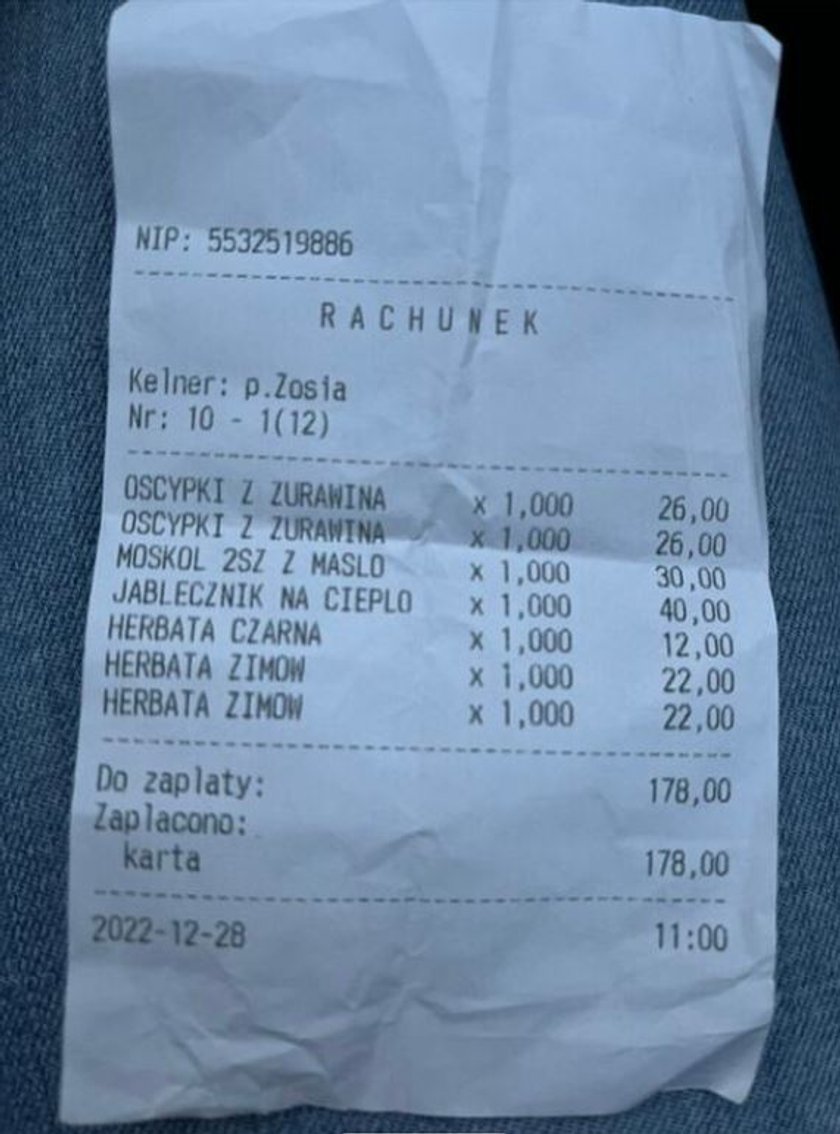 NIP: 5532519886
RACHUNEK
Kelner: p.Zosia
Nr: 10 - 1(12)
OSCYPKI Z ZURAWINA x 1,000 26,00
OSCYPKI Z ZURAWINA x 1,000 26,00
MOSKOL 2SZ Z MASLO x 1,000 30,00
JABLECZNIK NA CIEPLO x 1,000 40,00
HERBATA CZARNA x 1,000 12,00
HERBATA ZIMOW x 1,000 22,00
HERBATA ZIMOW x 1,000 22,00
Do zaplaty: 178,00
Zaplacono:
karta 178,00
2022-12-28 11:00